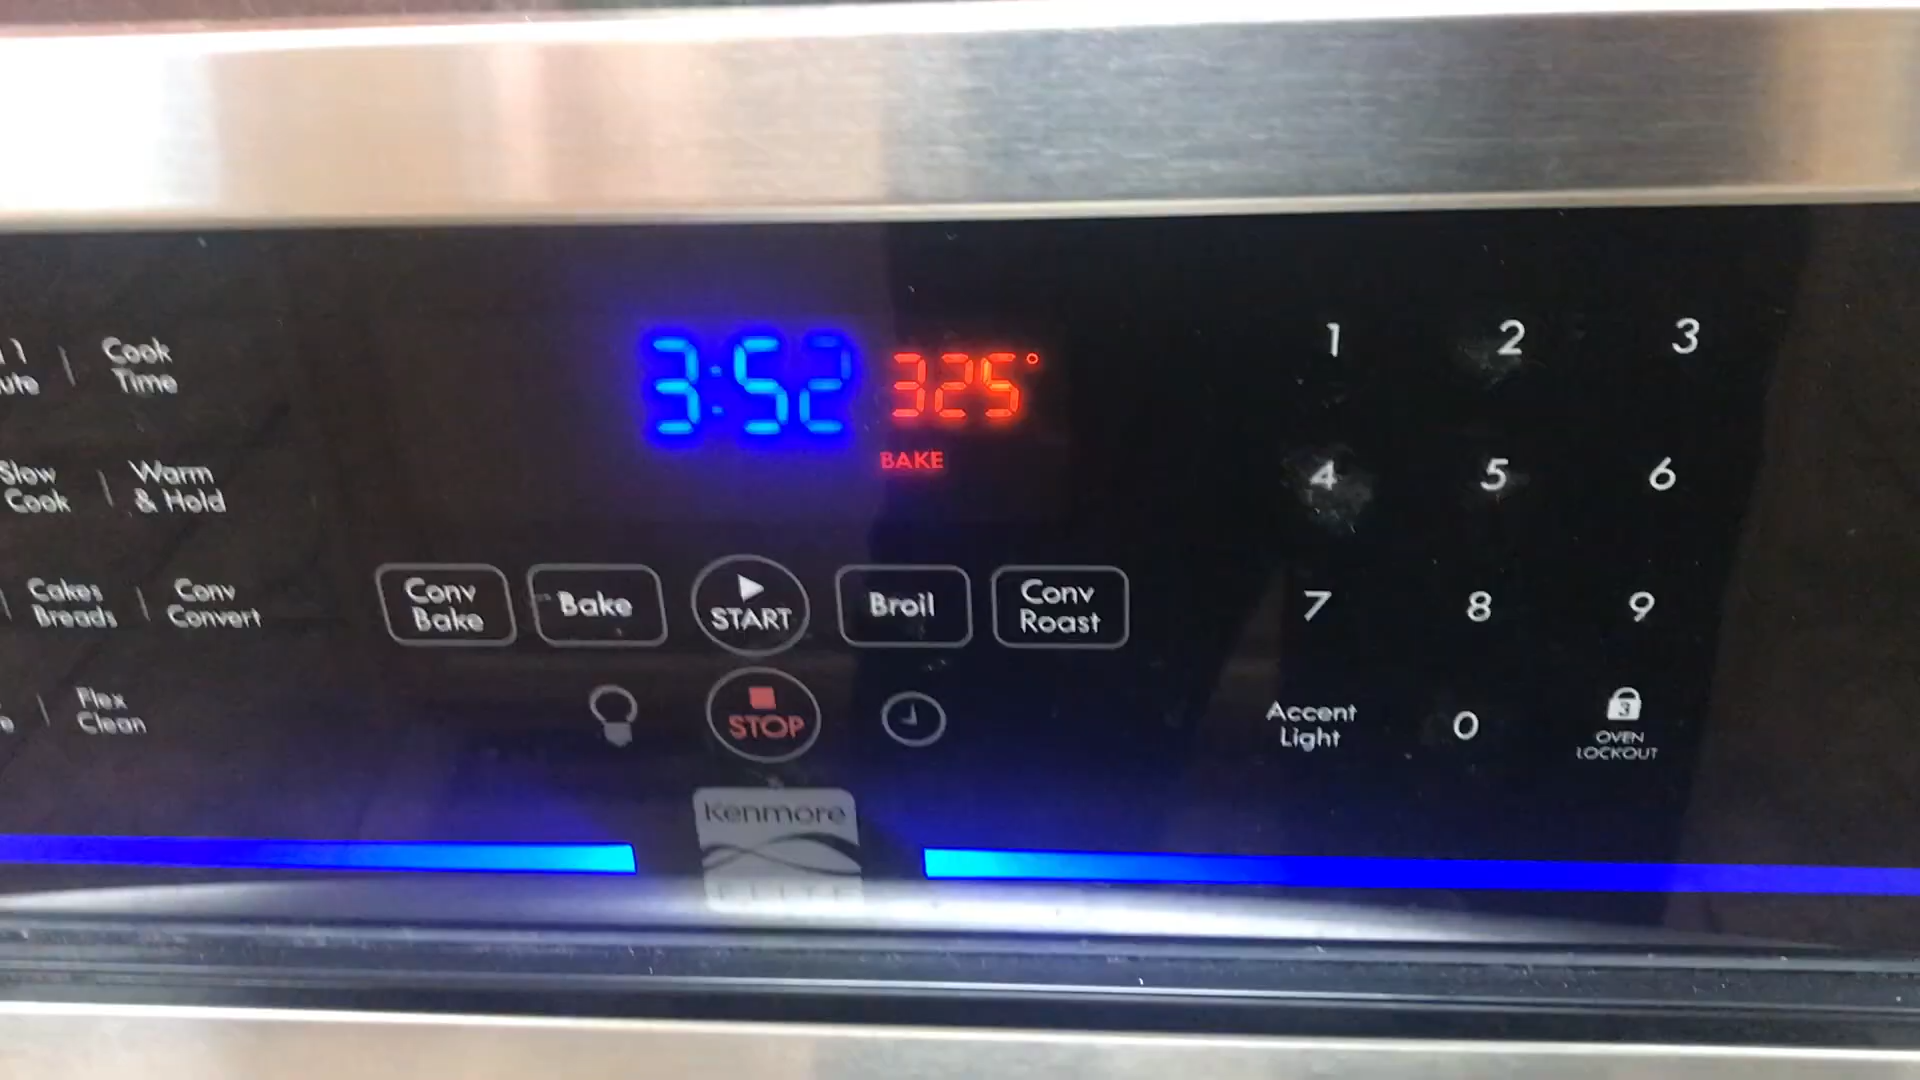 3:52 325°
BAKE
1 2 3
4 5 6
7 8 9
0
Cook
Time
Slow
Cook
Warm
& Hold
Cakes
Breads
Conv
Convert
Flex
Clean
Conv
Bake
Bake
START
Broil
Conv
Roast
STOP
Accent
Light
3
OVEN
LOCKOUT
Kenmore
ELITE